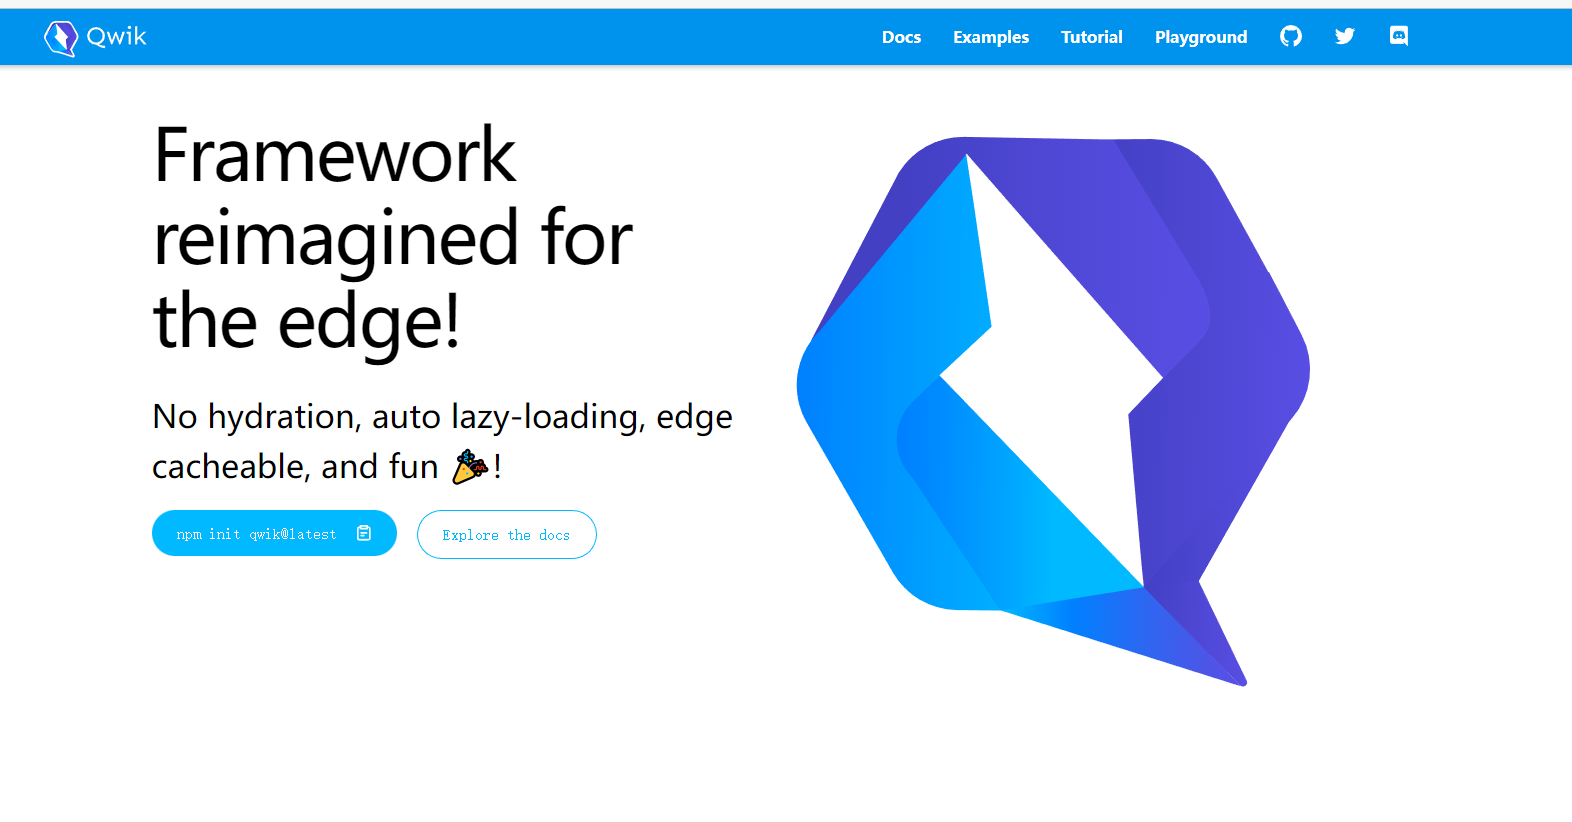 Qwik
Docs Examples Tutorial Playground
Framework
reimagined for
the edge!
No hydration, auto lazy-loading, edge
cacheable, and fun 🎉!
npm init qwik@latest
Explore the docs